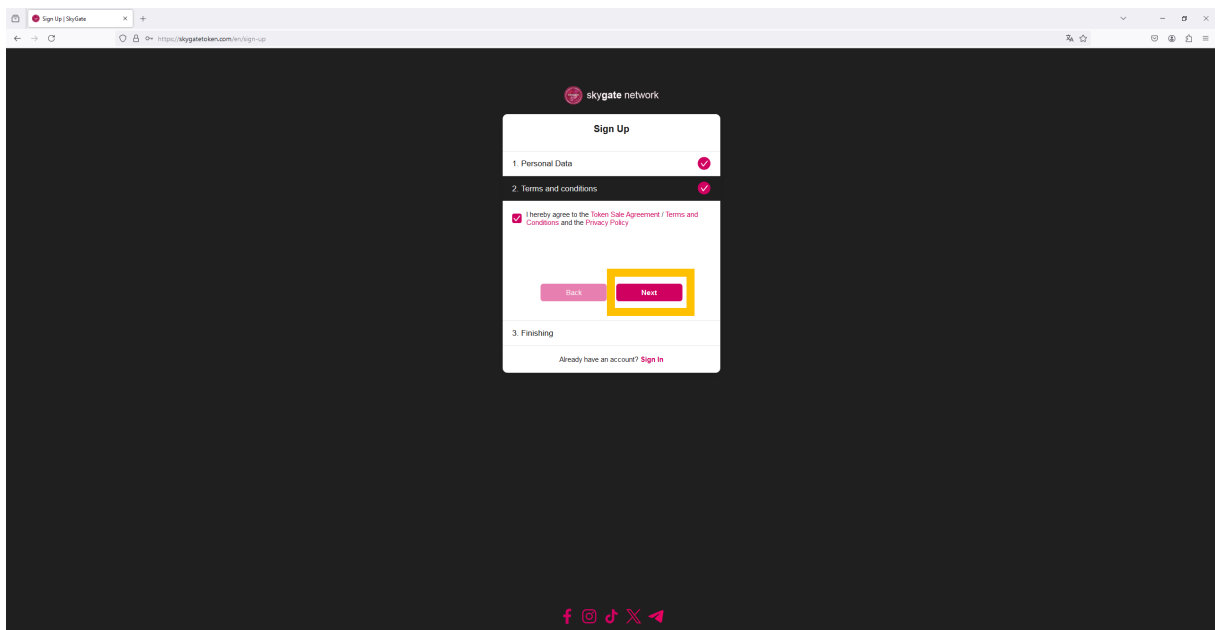 Sign Up | SkyGate
https://skygatetoken.com/en/sign-up
skygate network
Sign Up
1. Personal Data
2. Terms and conditions
I hereby agree to the Token Sale Agreement / Terms and
Conditions and the Privacy Policy
Back
Next
3. Finishing
Already have an account? Sign In